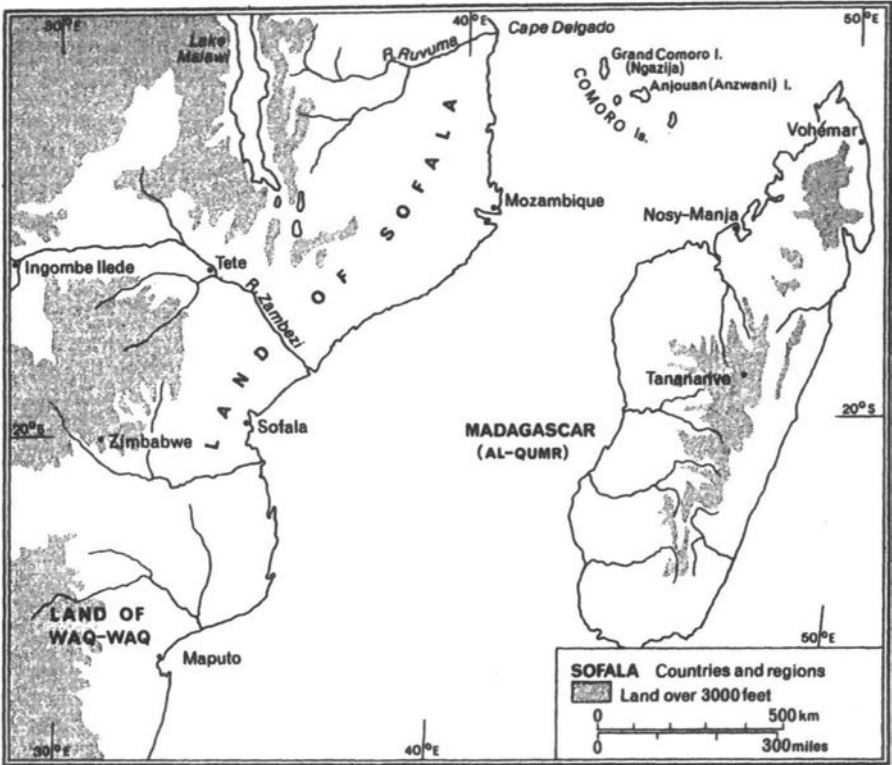 30°E
40°E
50°E
Cape Delgado
Lake
Malawi
R. Ruvuma
Grand Comoro I.
(Ngazija)
Anjouan (Anzwani) I.
COMORO Is.
Vohémar
Mozambique
Nosy-Manja
Ingombe Ilede
Tete
R. Zambezi
LAND OF SOFALA
Tananarive
20°S
Zimbabwe
Sofala
MADAGASCAR
(AL-QUMR)
20°S
LAND OF
WAQ-WAQ
Maputo
50°E
SOFALA Countries and regions
Land over 3000 feet
0 500 km
0 300 miles
30°E
40°E